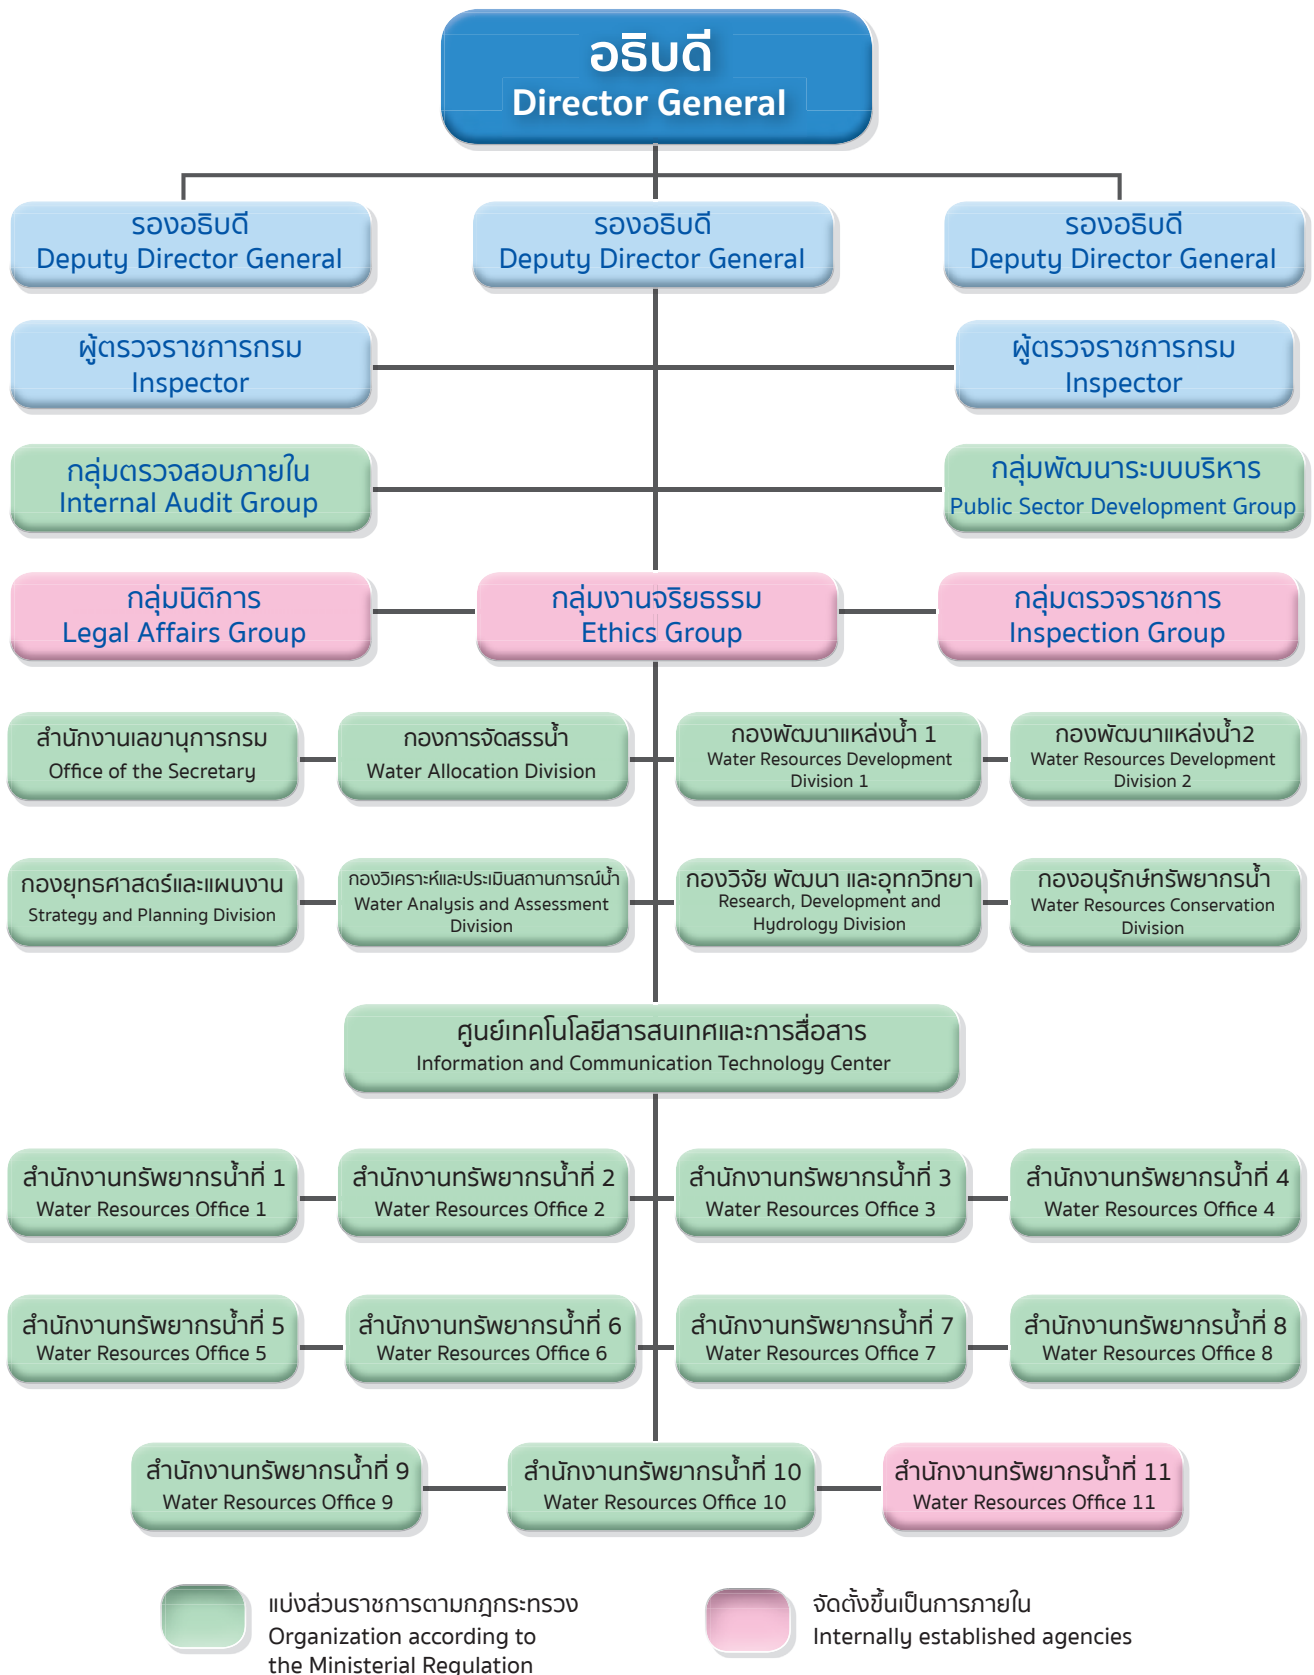 อธิบดี
Director General
รองอธิบดี
Deputy Director General
รองอธิบดี
Deputy Director General
รองอธิบดี
Deputy Director General
ผู้ตรวจราชการกรม
Inspector
ผู้ตรวจราชการกรม
Inspector
กลุ่มตรวจสอบภายใน
Internal Audit Group
กลุ่มพัฒนาระบบบริหาร
Public Sector Development Group
กลุ่มนิติการ
Legal Affairs Group
กลุ่มงานจริยธรรม
Ethics Group
กลุ่มตรวจราชการ
Inspection Group
สำนักงานเลขานุการกรม
Office of the Secretary
กองการจัดสรรน้ำ
Water Allocation Division
กองพัฒนาแหล่งน้ำ 1
Water Resources Development
Division 1
กองพัฒนาแหล่งน้ำ2
Water Resources Development
Division 2
กองยุทธศาสตร์และแผนงาน
Strategy and Planning Division
กองวิเคราะห์และประเมินสถานการณ์น้ำ
Water Analysis and Assessment
Division
กองวิจัย พัฒนา และอุทกวิทยา
Research, Development and
Hydrology Division
กองอนุรักษ์ทรัพยากรน้ำ
Water Resources Conservation
Division
ศูนย์เทคโนโลยีสารสนเทศและการสื่อสาร
Information and Communication Technology Center
สำนักงานทรัพยากรน้ำที่ 1
Water Resources Office 1
สำนักงานทรัพยากรน้ำที่ 2
Water Resources Office 2
สำนักงานทรัพยากรน้ำที่ 3
Water Resources Office 3
สำนักงานทรัพยากรน้ำที่ 4
Water Resources Office 4
สำนักงานทรัพยากรน้ำที่ 5
Water Resources Office 5
สำนักงานทรัพยากรน้ำที่ 6
Water Resources Office 6
สำนักงานทรัพยากรน้ำที่ 7
Water Resources Office 7
สำนักงานทรัพยากรน้ำที่ 8
Water Resources Office 8
สำนักงานทรัพยากรน้ำที่ 9
Water Resources Office 9
สำนักงานทรัพยากรน้ำที่ 10
Water Resources Office 10
สำนักงานทรัพยากรน้ำที่ 11
Water Resources Office 11
แบ่งส่วนราชการตามกฎกระทรวง
Organization according to
the Ministerial Regulation
จัดตั้งขึ้นเป็นการภายใน
Internally established agencies